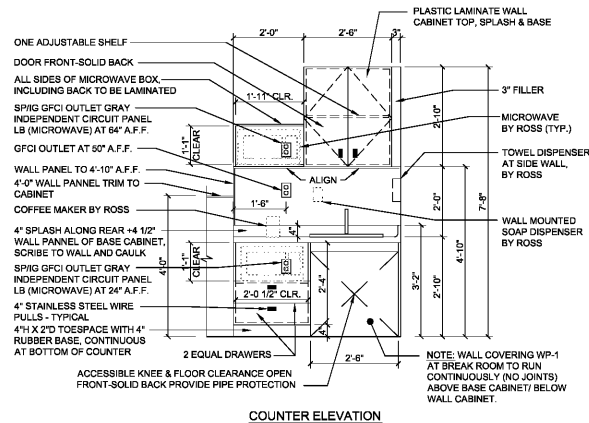 PLASTIC LAMINATE WALL
CABINET TOP, SPLASH & BASE
2'-0"
2'-6"
3"
ONE ADJUSTABLE SHELF
DOOR FRONT-SOLID BACK
ALL SIDES OF MICROWAVE BOX,
INCLUDING BACK TO BE LAMINATED
1'-11" CLR.
3" FILLER
2'-10"
SP/IG GFCI OUTLET GRAY
INDEPENDENT CIRCUIT PANEL
LB (MICROWAVE) AT 64" A.F.F.
1'-1"
CLEAR
MICROWAVE
BY ROSS (TYP.)
GFCI OUTLET AT 50" A.F.F.
TOWEL DISPENSER
AT SIDE WALL,
BY ROSS
WALL PANEL TO 4'-10" A.F.F.
4'-0" WALL PANNEL TRIM TO
CABINET
ALIGN
2'-0"
7'-8"
COFFEE MAKER BY ROSS
1'-6"
WALL MOUNTED
SOAP DISPENSER
BY ROSS
4" SPLASH ALONG REAR +4 1/2"
WALL PANNEL OF BASE CABINET,
SCRIBE TO WALL AND CAULK
4"
4'-0"
4'-10"
SP/IG GFCI OUTLET GRAY
INDEPENDENT CIRCUIT PANEL
LB (MICROWAVE) AT 24" A.F.F.
1'-1"
CLEAR
2'-4"
3'-2"
2'-10"
4" STAINLESS STEEL WIRE
PULLS - TYPICAL
2'-0 1/2" CLR.
4"H X 2"D TOESPACE WITH 4"
RUBBER BASE, CONTINUOUS
AT BOTTOM OF COUNTER
4"
2 EQUAL DRAWERS
2'-6"
NOTE: WALL COVERING WP-1
AT BREAK ROOM TO RUN
CONTINUOUSLY (NO JOINTS)
ABOVE BASE CABINET/ BELOW
WALL CABINET.
ACCESSIBLE KNEE & FLOOR CLEARANCE OPEN
FRONT-SOLID BACK PROVIDE PIPE PROTECTION
COUNTER ELEVATION